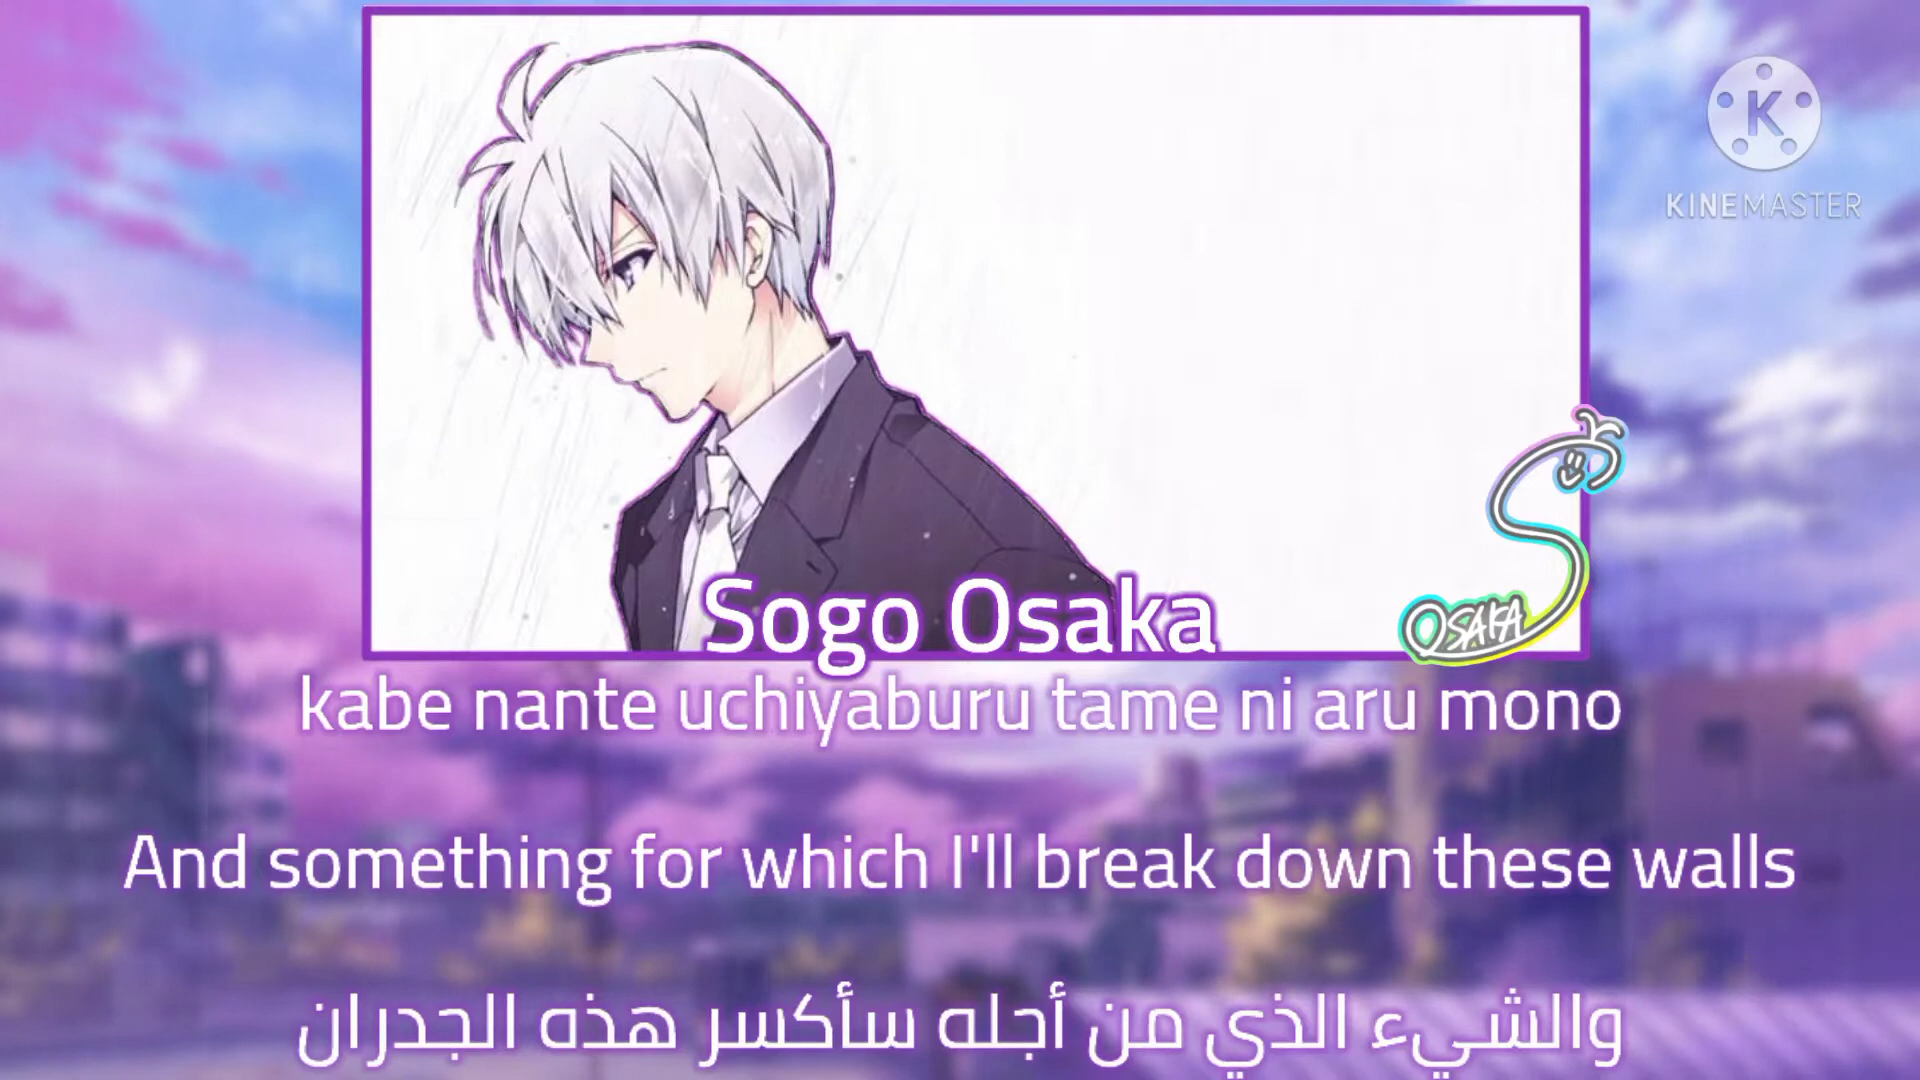 K
KINEMASTER
OSAKA
Sogo Osaka
kabe nante uchiyaburu tame ni aru mono
And something for which I'll break down these walls
والشيء الذي من أجله سأكسر هذه الجدران